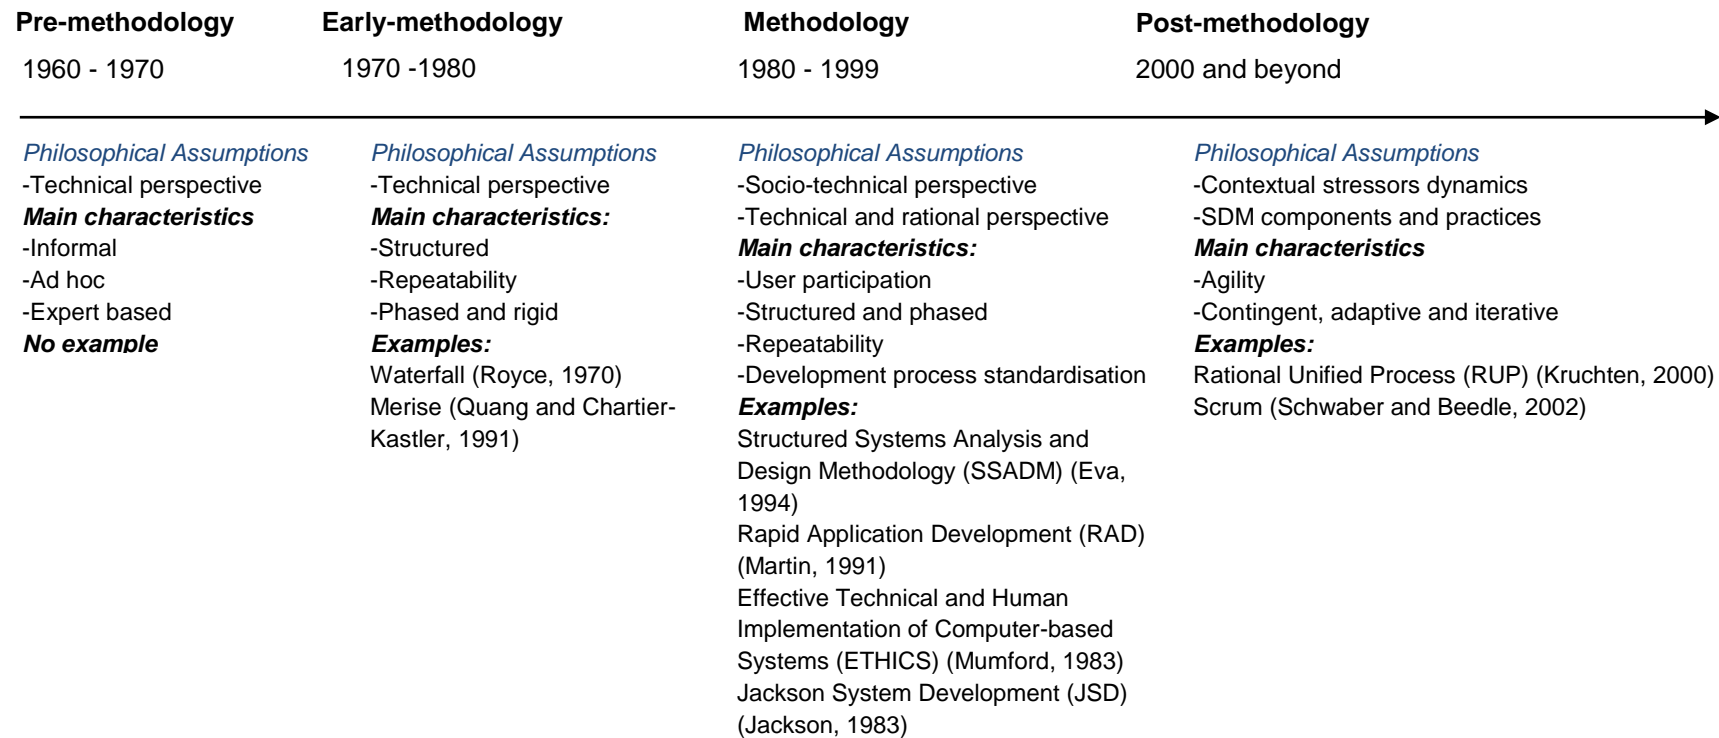 Pre-methodology
1960 - 1970
Early-methodology
1970 -1980
Methodology
1980 - 1999
Post-methodology
2000 and beyond
Philosophical Assumptions
-Technical perspective
Main characteristics
-Informal
-Ad hoc
-Expert based
No example
Philosophical Assumptions
-Technical perspective
Main characteristics:
-Structured
-Repeatability
-Phased and rigid
Examples:
Waterfall (Royce, 1970)
Merise (Quang and Chartier-
Kastler, 1991)
Philosophical Assumptions
-Socio-technical perspective
-Technical and rational perspective
Main characteristics:
-User participation
-Structured and phased
-Repeatability
-Development process standardisation
Examples:
Structured Systems Analysis and
Design Methodology (SSADM) (Eva,
1994)
Rapid Application Development (RAD)
(Martin, 1991)
Effective Technical and Human
Implementation of Computer-based
Systems (ETHICS) (Mumford, 1983)
Jackson System Development (JSD)
(Jackson, 1983)
Philosophical Assumptions
-Contextual stressors dynamics
-SDM components and practices
Main characteristics
-Agility
-Contingent, adaptive and iterative
Examples:
Rational Unified Process (RUP) (Kruchten, 2000)
Scrum (Schwaber and Beedle, 2002)